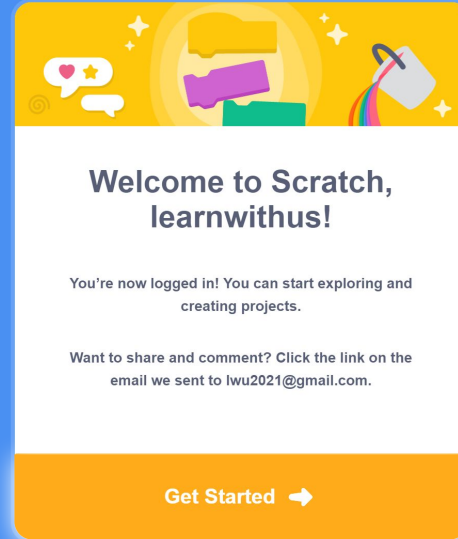 Welcome to Scratch,
learnwithus!
You're now logged in! You can start exploring and
creating projects.
Want to share and comment? Click the link on the
email we sent to lwu2021@gmail.com.
Get Started